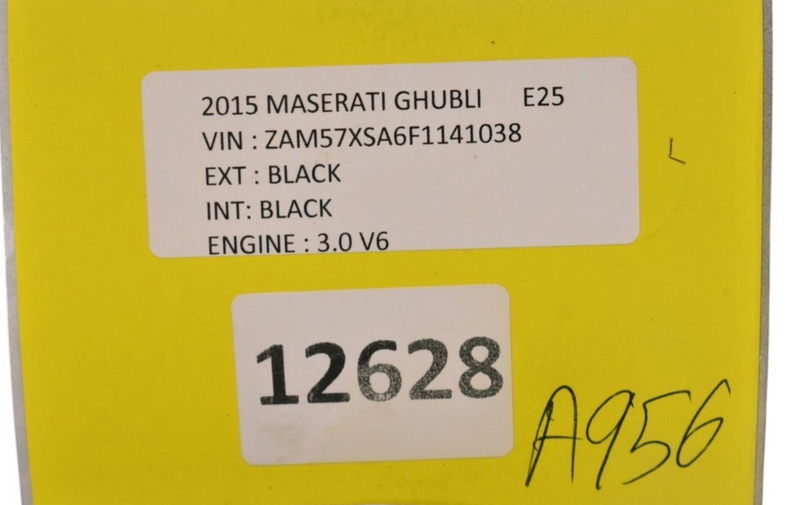 2015 MASERATI GHUBLI E25
VIN : ZAM57XSA6F1141038
EXT : BLACK
INT: BLACK
ENGINE : 3.0 V6
L
12628
A956